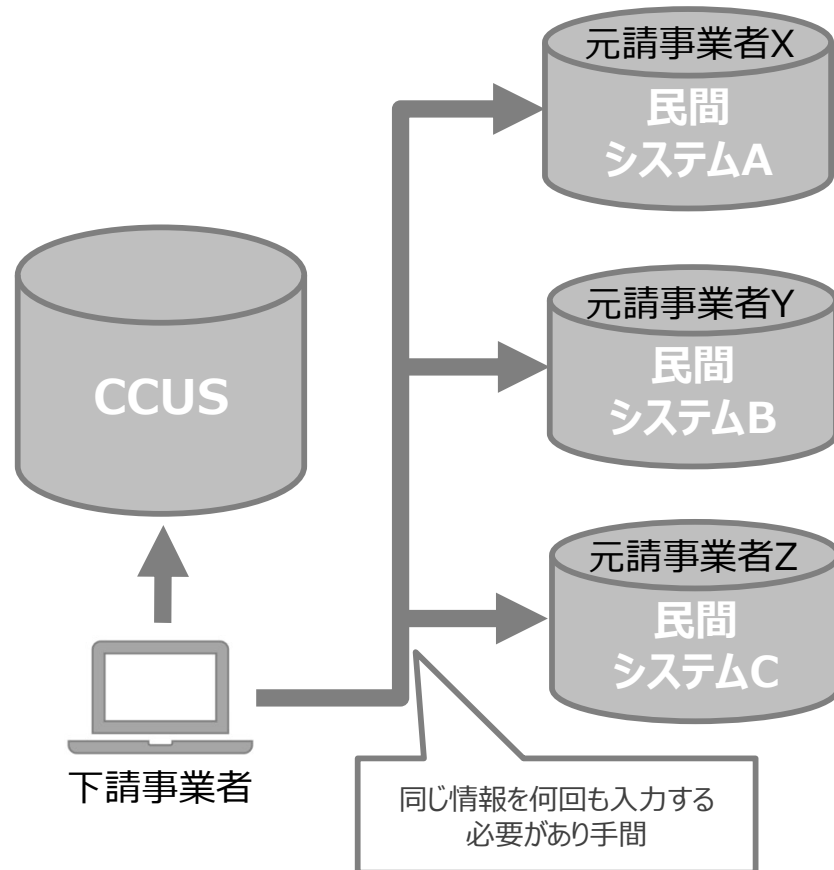 元請事業者X
民間
システムA
CCUS
元請事業者Y
民間
システムB
元請事業者Z
民間
システムC
下請事業者
同じ情報を何回も入力する
必要があり手間